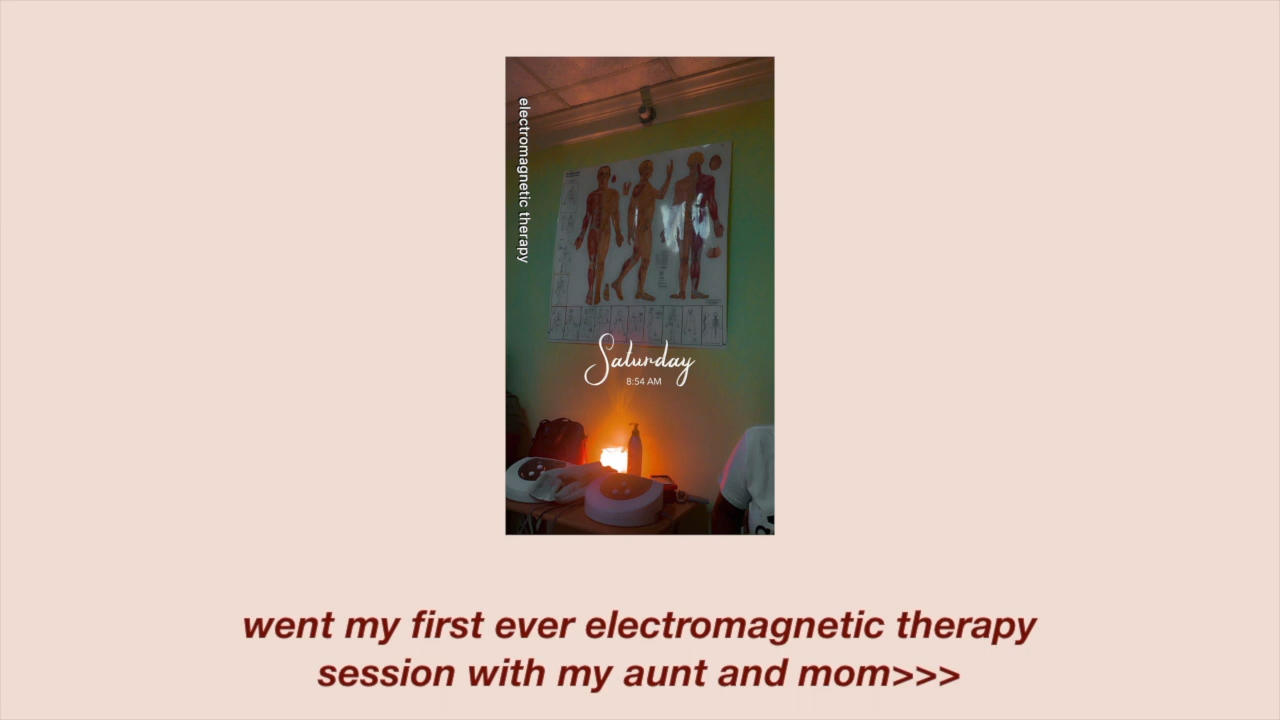 electromagnetic therapy
Saturday
8:54 AM
went my first ever electromagnetic therapy
session with my aunt and mom>>>